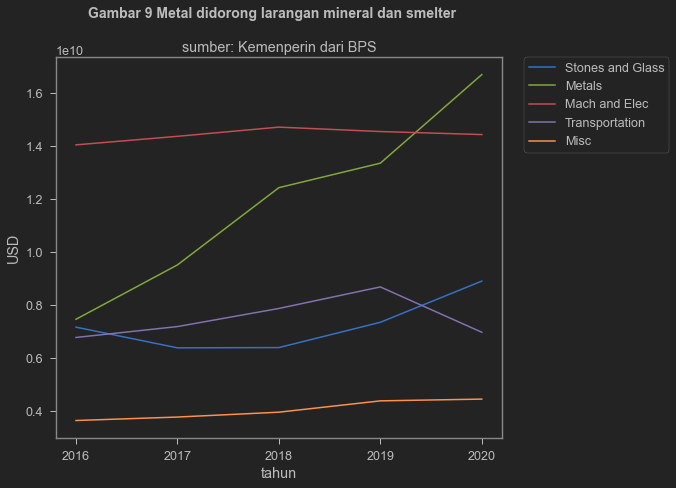 Gambar 9 Metal didorong larangan mineral dan smelter
sumber: Kemenperin dari BPS
1e10
1.6
1.4
1.2
1.0
0.8
0.6
0.4
USD
2016 2017 2018 2019 2020
tahun
Stones and Glass
Metals
Mach and Elec
Transportation
Misc